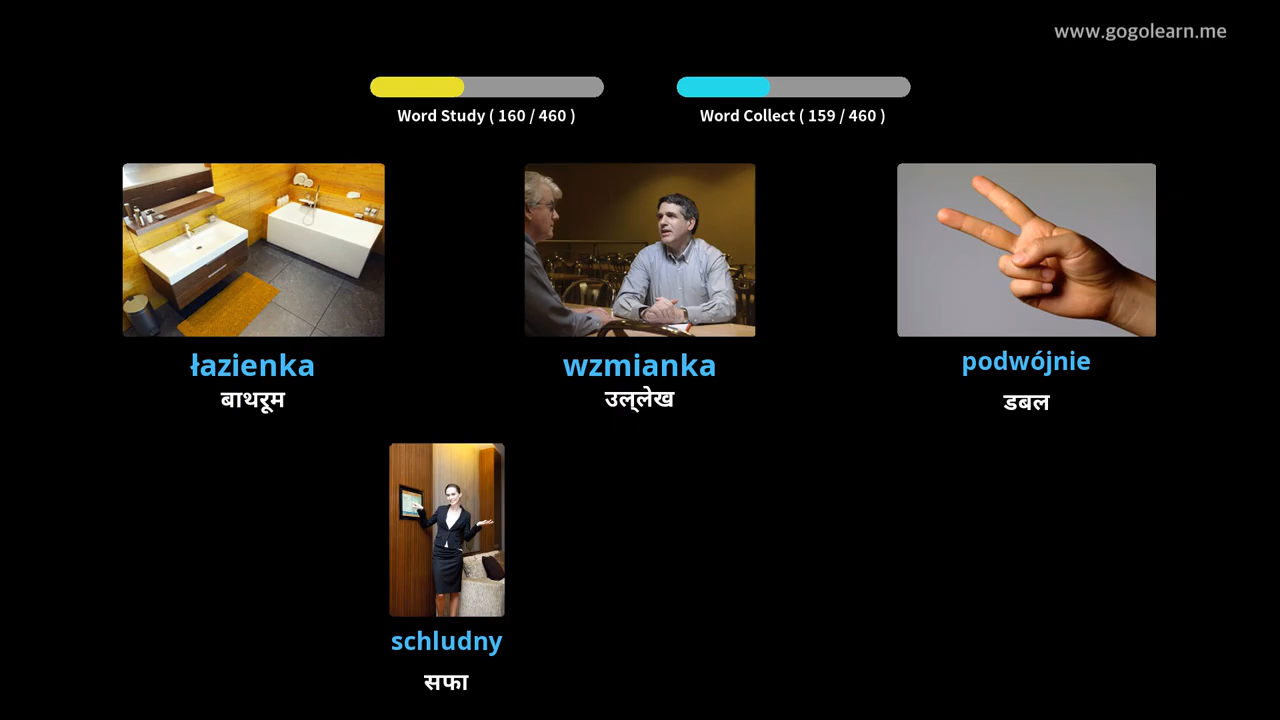 www.gogolearn.me
Word Study ( 160 / 460 )
Word Collect ( 159 / 460 )
łazienka
बाथरूम
wzmianka
उल्लेख
podwójnie
डबल
schludny
सफा